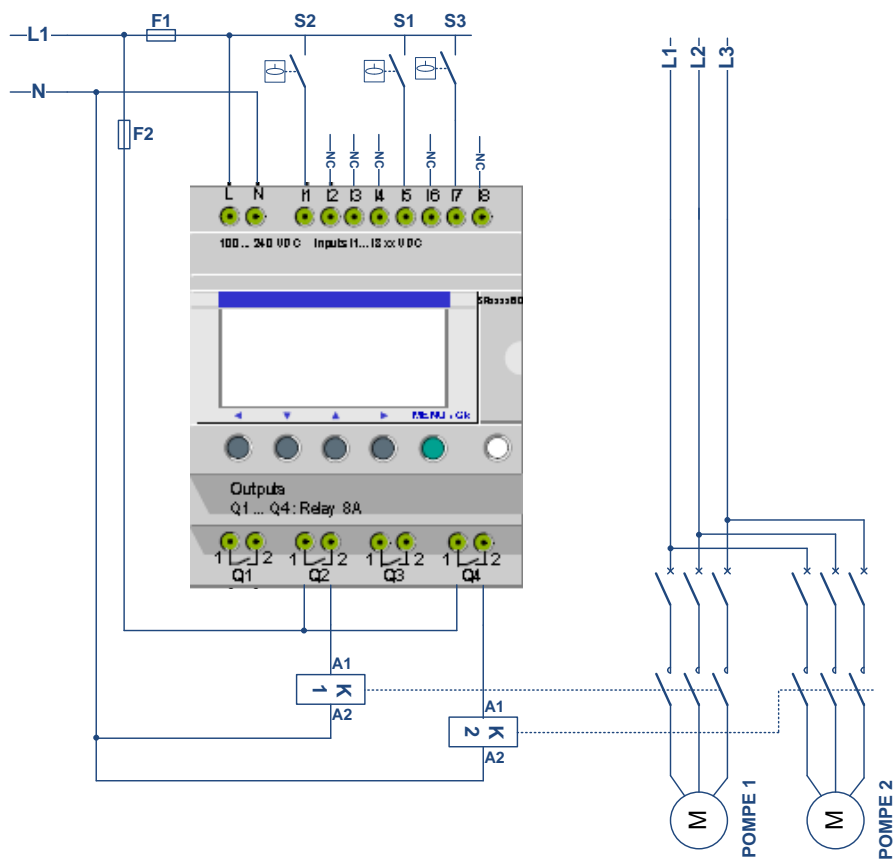 F1 S2 S1 S3
L1
N
F2
NC NC NC NC NC
L N I1 I2 I3 I4 I5 I6 I7 I8
100... 240 VDC Inputs I1... I8 xx VDC
SRxxxxBD
MENU / Ok
Outputs
Q1 ... Q4: Relay 8A
1 2 1 2 1 2 1 2
Q1 Q2 Q3 Q4
A1
K
1
A2
A1
K
2
A2
L1 L2 L3
M M
POMPE 1
POMPE 2